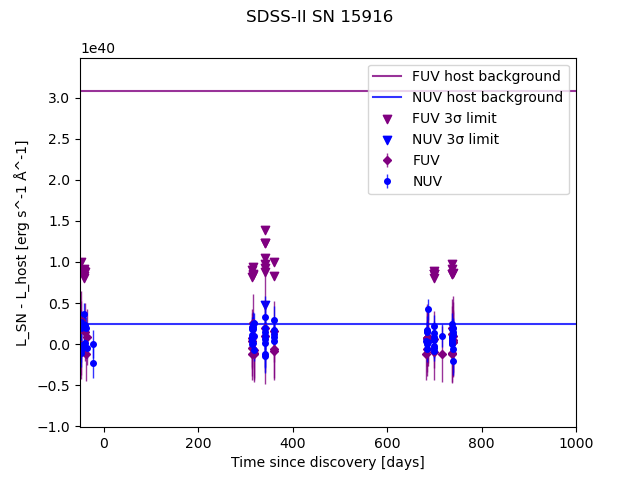 SDSS-II SN 15916
1e40
FUV host background
NUV host background
FUV 3σ limit
NUV 3σ limit
FUV
NUV
3.0
2.5
2.0
1.5
1.0
0.5
0.0
−0.5
−1.0
L_SN - L_host [erg s^-1 Å^-1]
0 200 400 600 800 1000
Time since discovery [days]